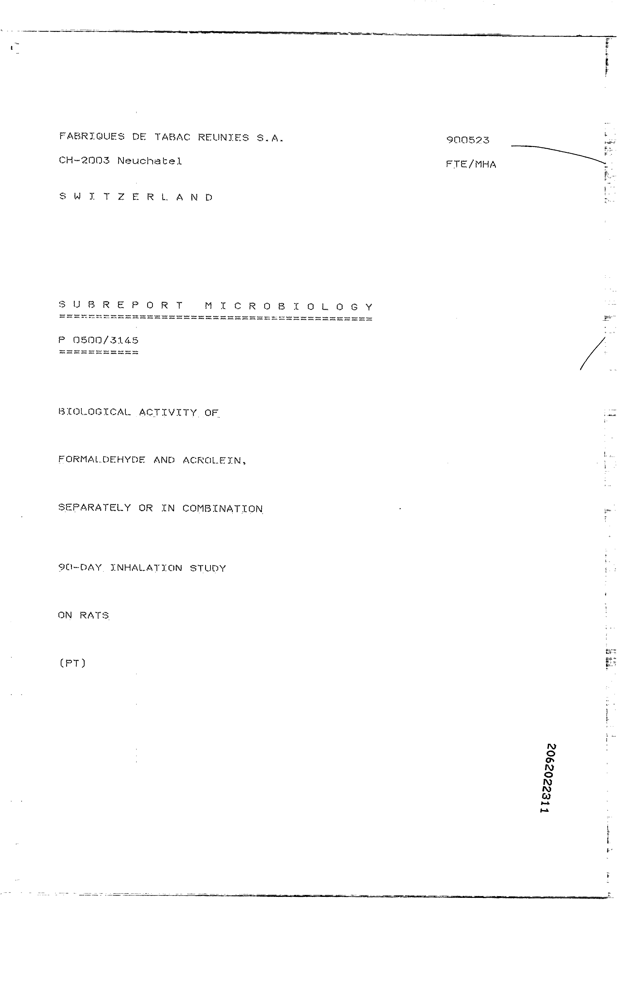 FABRIQUES DE TABAC REUNIES S.A.
900523
CH-2003 Neuchatel
FTE/MHA
S W I T Z E R L A N D
S U B R E P O R T   M I C R O B I O L O G Y
========================================
P 0500/3145
===========
BIOLOGICAL ACTIVITY OF
FORMALDEHYDE AND ACROLEIN,
SEPARATELY OR IN COMBINATION
90-DAY INHALATION STUDY
ON RATS
(PT)
2062022311